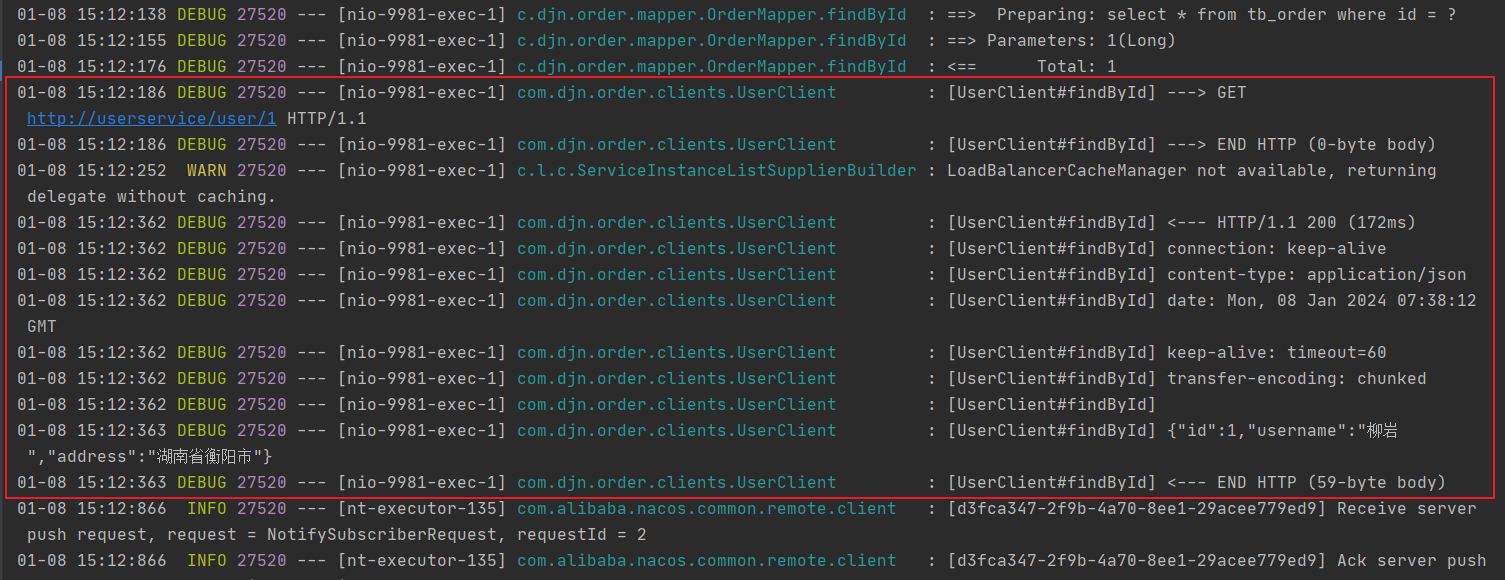 01-08 15:12:138 DEBUG 27520 --- [nio-9981-exec-1] c.djn.order.mapper.OrderMapper.findById  : ==>  Preparing: select * from tb_order where id = ?
01-08 15:12:155 DEBUG 27520 --- [nio-9981-exec-1] c.djn.order.mapper.OrderMapper.findById  : ==> Parameters: 1(Long)
01-08 15:12:176 DEBUG 27520 --- [nio-9981-exec-1] c.djn.order.mapper.OrderMapper.findById  : <==      Total: 1
01-08 15:12:186 DEBUG 27520 --- [nio-9981-exec-1] com.djn.order.clients.UserClient         : [UserClient#findById] ---> GET
http://userservice/user/1 HTTP/1.1
01-08 15:12:186 DEBUG 27520 --- [nio-9981-exec-1] com.djn.order.clients.UserClient         : [UserClient#findById] ---> END HTTP (0-byte body)
01-08 15:12:252  WARN 27520 --- [nio-9981-exec-1] c.l.c.ServiceInstanceListSupplierBuilder : LoadBalancerCacheManager not available, returning
delegate without caching.
01-08 15:12:362 DEBUG 27520 --- [nio-9981-exec-1] com.djn.order.clients.UserClient         : [UserClient#findById] <--- HTTP/1.1 200 (172ms)
01-08 15:12:362 DEBUG 27520 --- [nio-9981-exec-1] com.djn.order.clients.UserClient         : [UserClient#findById] connection: keep-alive
01-08 15:12:362 DEBUG 27520 --- [nio-9981-exec-1] com.djn.order.clients.UserClient         : [UserClient#findById] content-type: application/json
01-08 15:12:362 DEBUG 27520 --- [nio-9981-exec-1] com.djn.order.clients.UserClient         : [UserClient#findById] date: Mon, 08 Jan 2024 07:38:12
GMT
01-08 15:12:362 DEBUG 27520 --- [nio-9981-exec-1] com.djn.order.clients.UserClient         : [UserClient#findById] keep-alive: timeout=60
01-08 15:12:362 DEBUG 27520 --- [nio-9981-exec-1] com.djn.order.clients.UserClient         : [UserClient#findById] transfer-encoding: chunked
01-08 15:12:362 DEBUG 27520 --- [nio-9981-exec-1] com.djn.order.clients.UserClient         : [UserClient#findById]
01-08 15:12:363 DEBUG 27520 --- [nio-9981-exec-1] com.djn.order.clients.UserClient         : [UserClient#findById] {"id":1,"username":"柳岩
","address":"湖南省衡阳市"}
01-08 15:12:363 DEBUG 27520 --- [nio-9981-exec-1] com.djn.order.clients.UserClient         : [UserClient#findById] <--- END HTTP (59-byte body)
01-08 15:12:866  INFO 27520 --- [nt-executor-135] com.alibaba.nacos.common.remote.client   : [d3fca347-2f9b-4a70-8ee1-29acee779ed9] Receive server
push request, request = NotifySubscriberRequest, requestId = 2
01-08 15:12:866  INFO 27520 --- [nt-executor-135] com.alibaba.nacos.common.remote.client   : [d3fca347-2f9b-4a70-8ee1-29acee779ed9] Ack server push